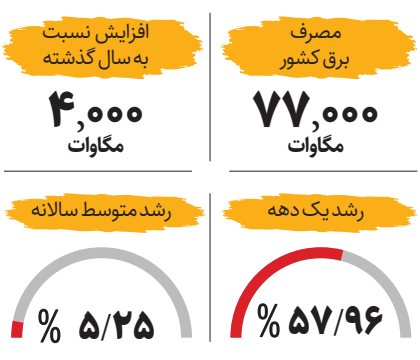 مصرف
برق کشور
۷۷,۰۰۰
مگاوات
افزایش نسبت
به سال گذشته
۴,۰۰۰
مگاوات
رشد یک دهه
۵۷/۹۶ %
رشد متوسط سالانه
۵/۲۵ %